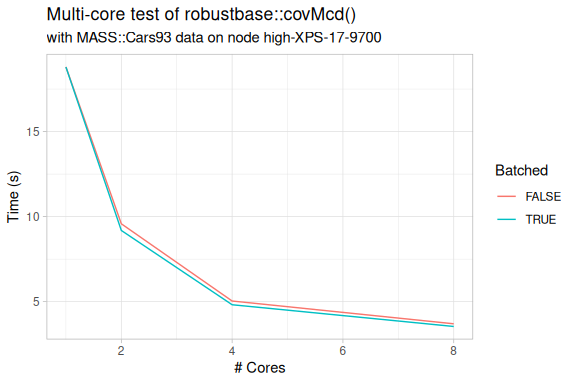 Multi-core test of robustbase::covMcd()
with MASS::Cars93 data on node high-XPS-17-9700
Time (s)
15
10
5
2
4
6
8
# Cores
Batched
FALSE
TRUE